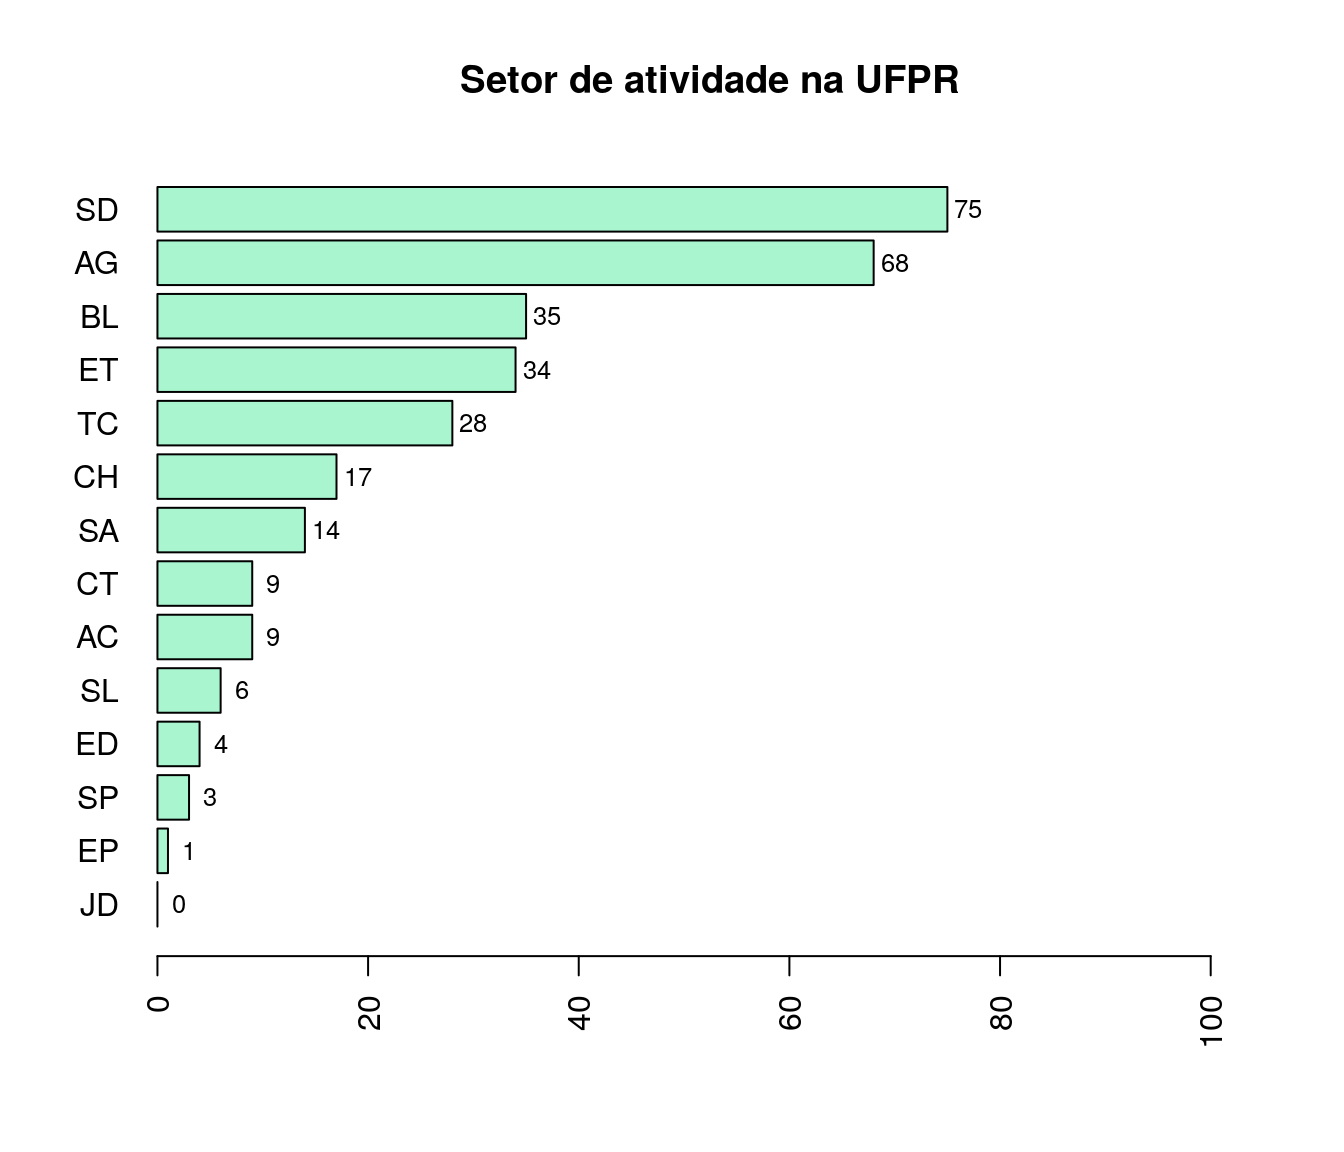 Setor de atividade na UFPR
SD 75
AG 68
BL 35
ET 34
TC 28
CH 17
SA 14
CT 9
AC 9
SL 6
ED 4
SP 3
EP 1
JD 0
0 20 40 60 80 100